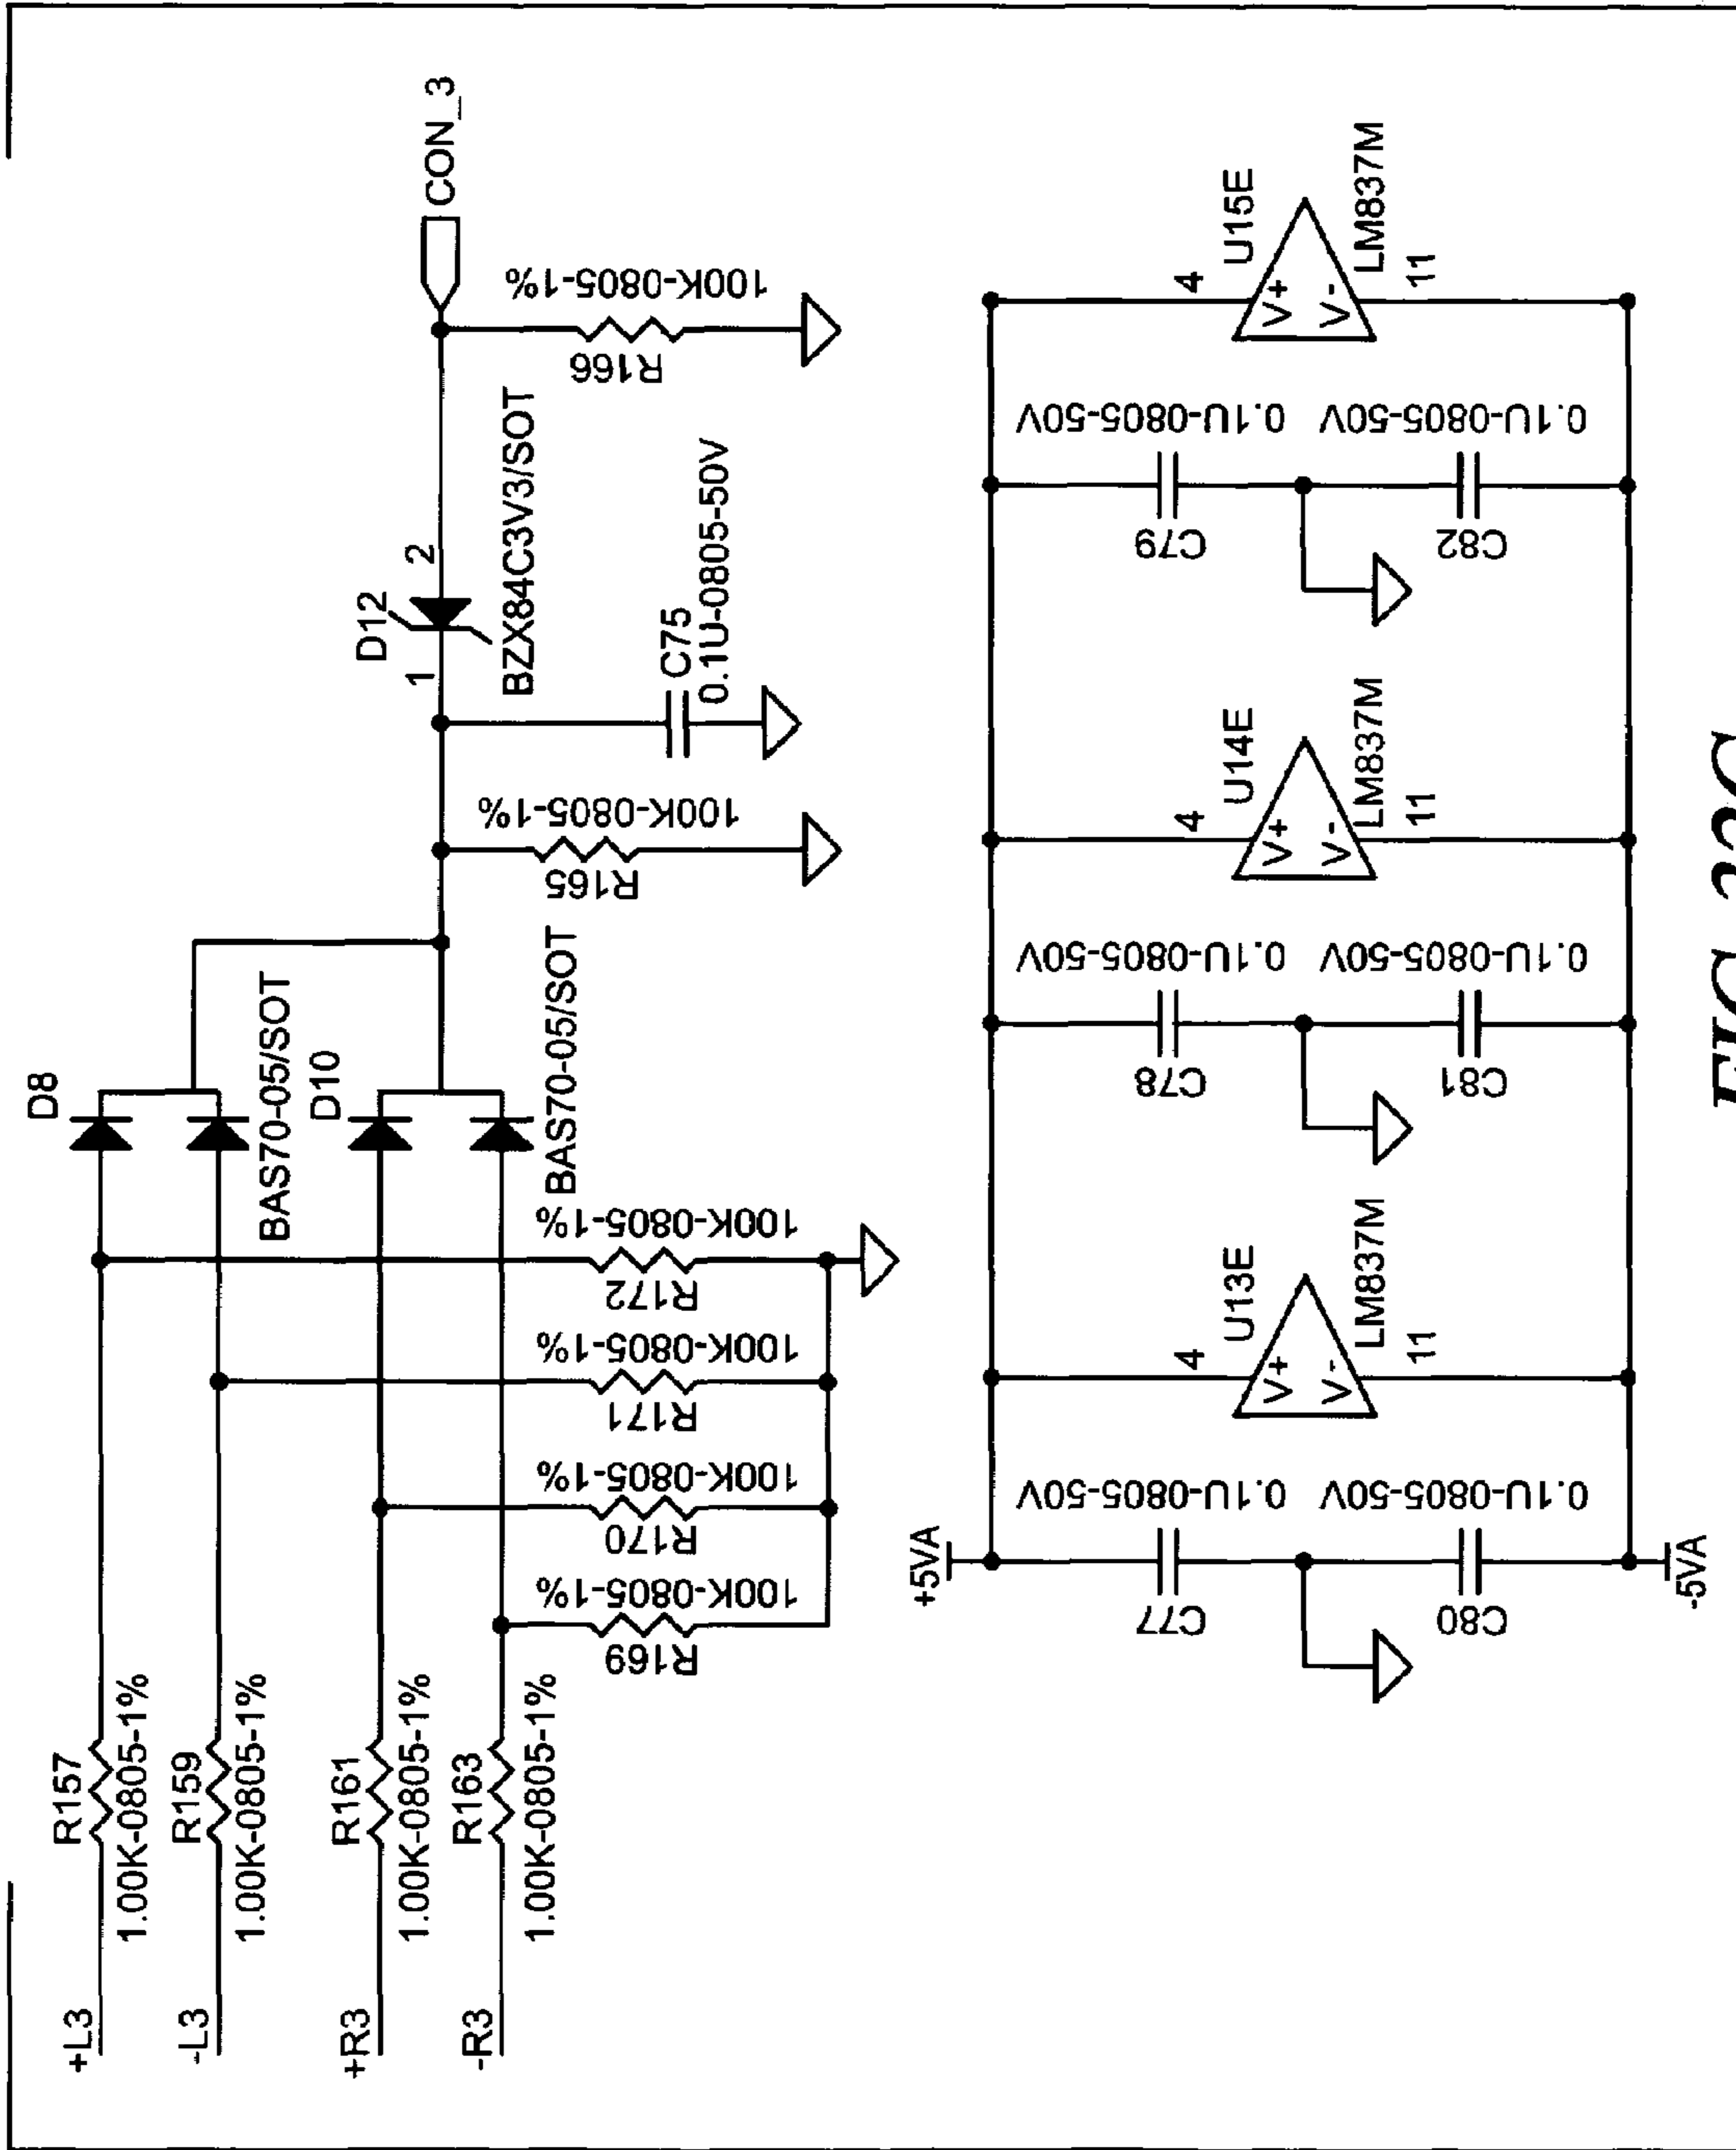 +L3
R157
1.00K-0805-1%
-L3
R159
1.00K-0805-1%
+R3
R161
1.00K-0805-1%
-R3
R163
1.00K-0805-1%
R169
100K-0805-1%
R170
100K-0805-1%
R171
100K-0805-1%
R172
100K-0805-1%
D8
BAS70-05/SOT
D10
BAS70-05/SOT
R165
100K-0805-1%
C75
0.1U-0805-50V
D12
1
2
BZX84C3V3/SOT
R166
100K-0805-1%
CON_3
+5VA
-5VA
C77
0.1U-0805-50V
C80
0.1U-0805-50V
U13E
4
V+
V-
LM837M
11
C78
0.1U-0805-50V
C81
0.1U-0805-50V
U14E
4
V+
V-
LM837M
11
C79
0.1U-0805-50V
C82
0.1U-0805-50V
U15E
4
V+
V-
LM837M
11